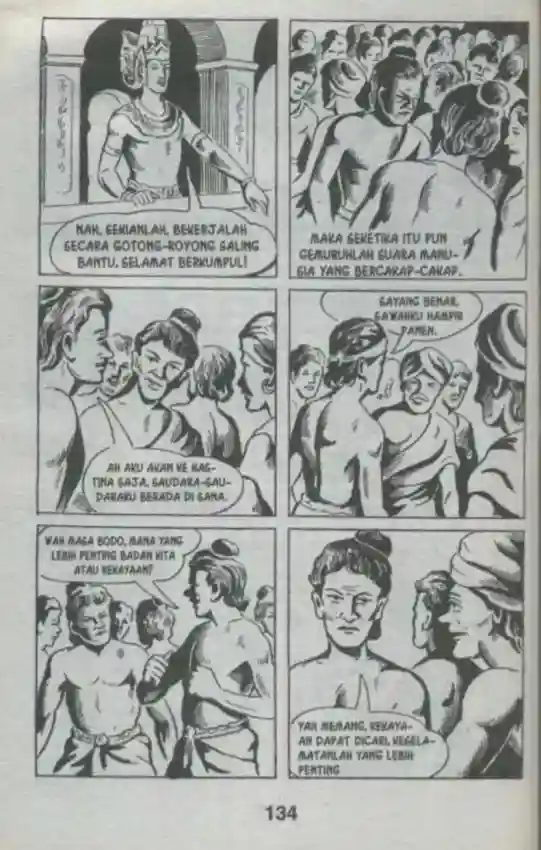 NAH, SEKIANLAH, BEKERJALAH
SECARA GOTONG-ROYONG SALING
BANTU, SELAMAT BERKUMPUL!
MAKA SEKETIKA ITU PUN
GEMURUHLAH SUARA MANU-
SIA YANG BERCAKAP-CAKAP.
AH AKU AKAN KE HAS-
TINA SAJA, SAUDARA-SAU-
DARAKU BERADA DI SANA.
SAYANG BENAR,
SAWAHKU HAMPIR
PANEN.
WAH MASA BODO, MANA YANG
LEBIH PENTING BADAN KITA
ATAU KEKAYAAN?
YAH MEMANG, KEKAYA-
AN DAPAT DICARI, KESELA-
MATANLAH YANG LEBIH
PENTING
134